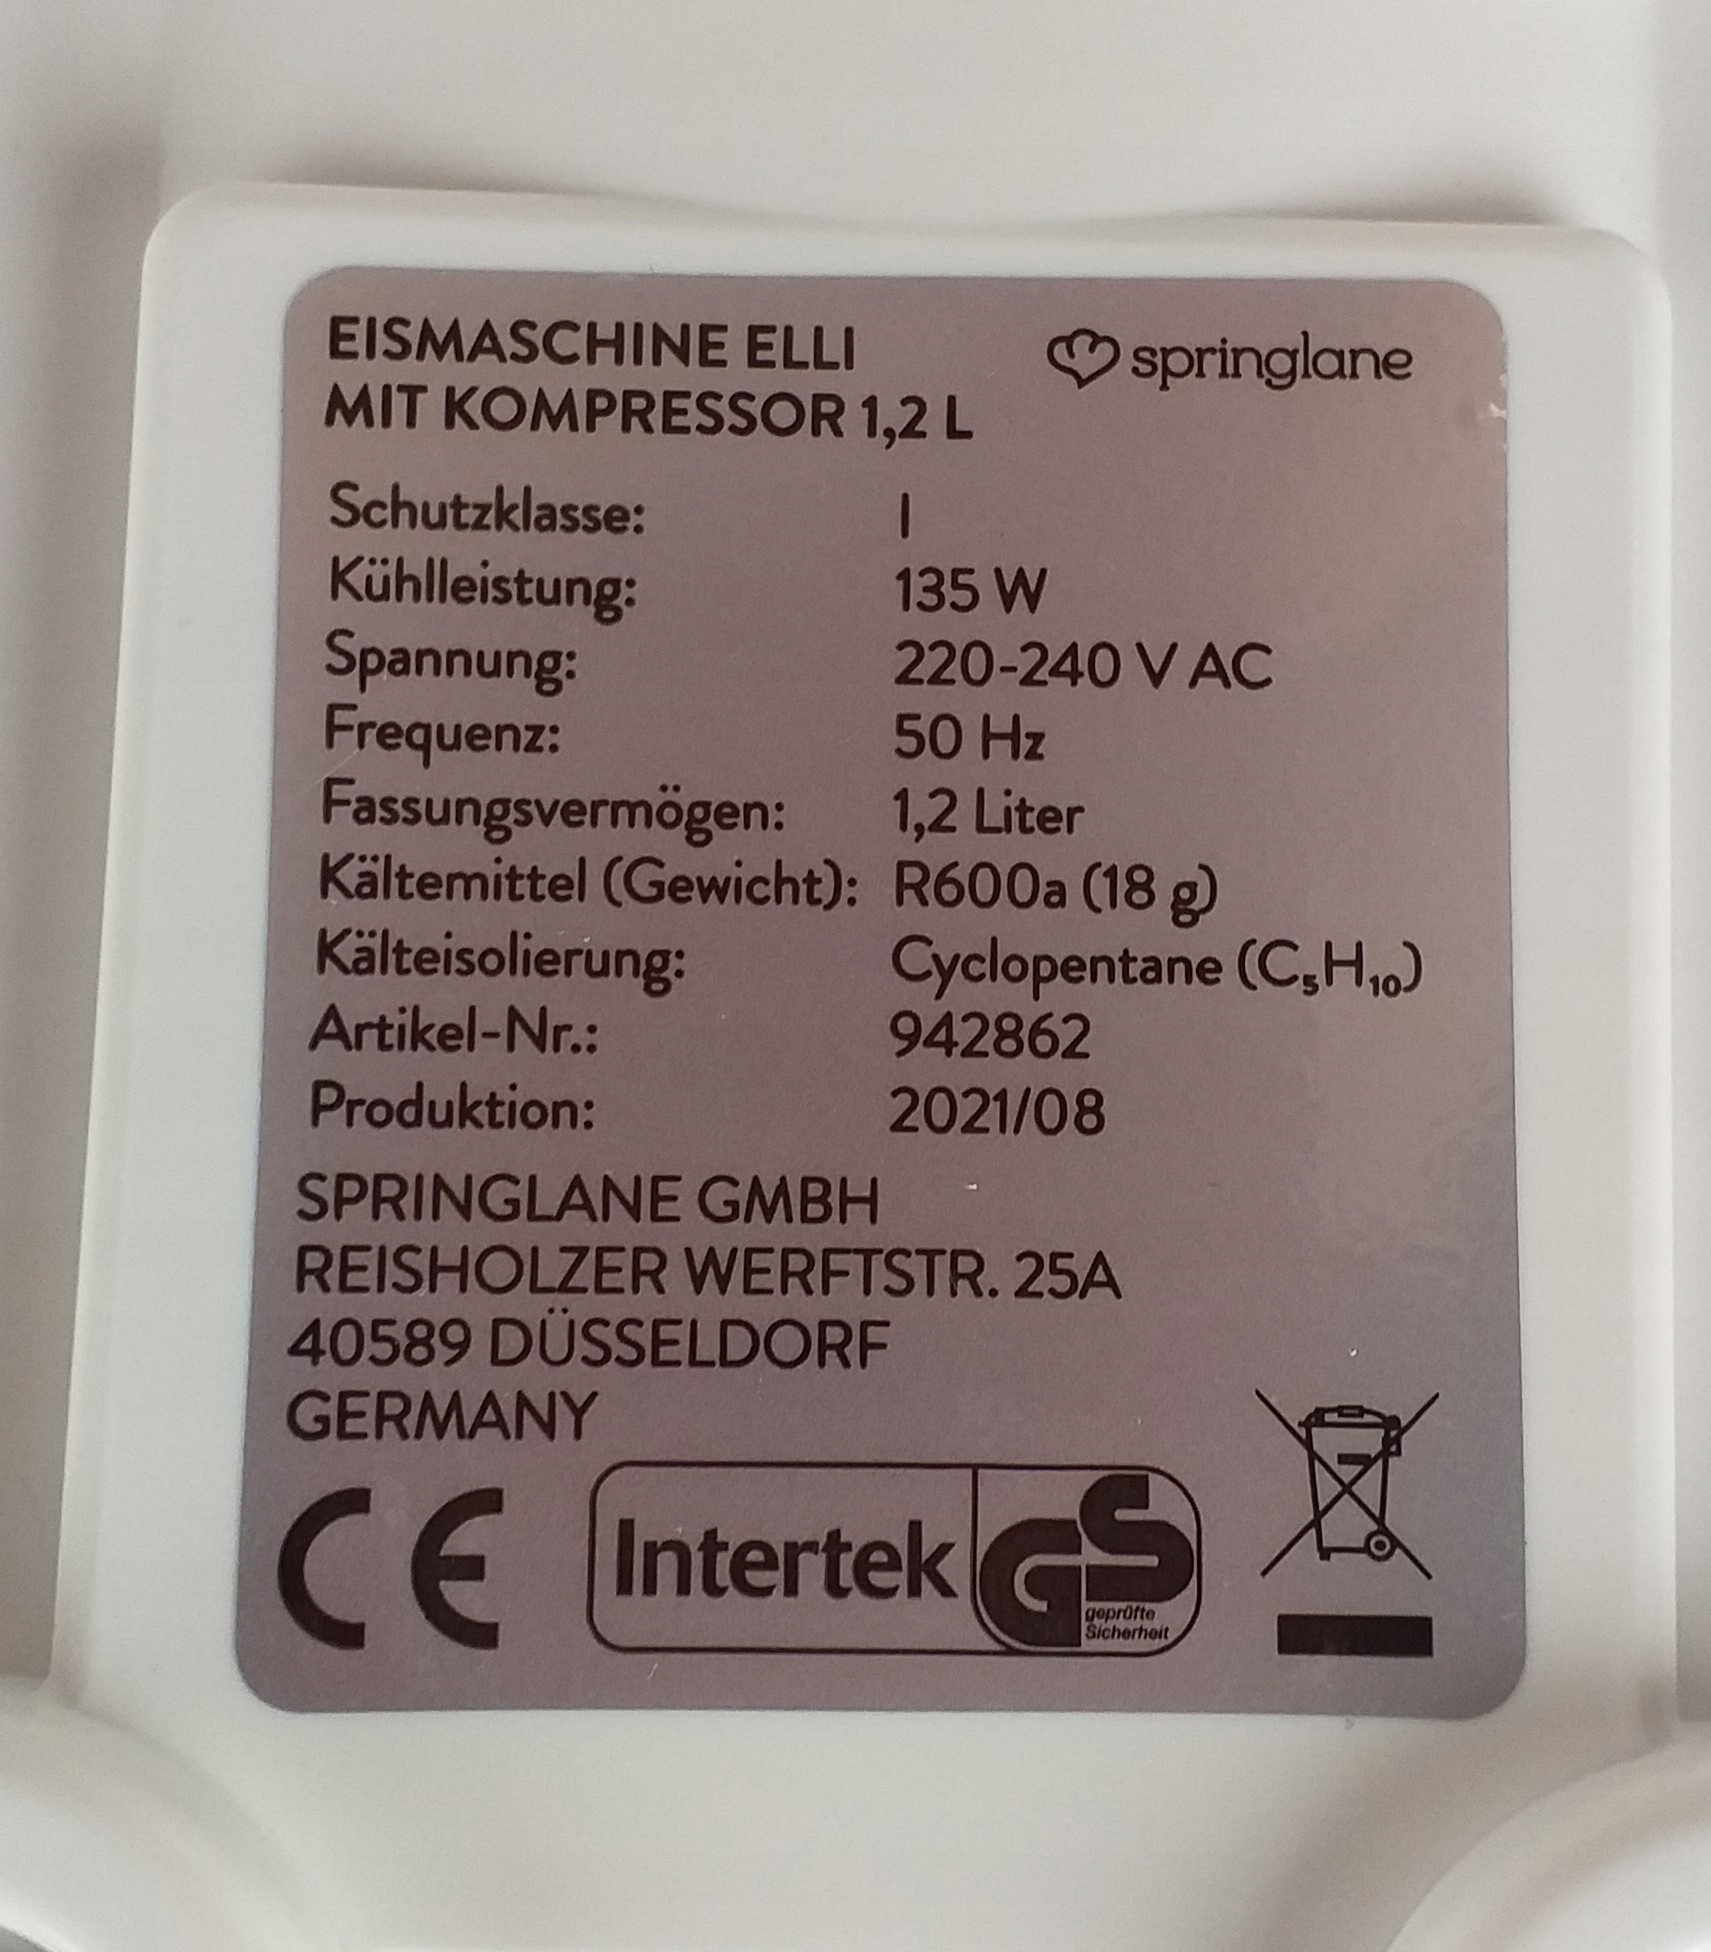 EISMASCHINE ELLI
MIT KOMPRESSOR 1,2 L
springlane
Schutzklasse: I
Kühlleistung: 135 W
Spannung: 220-240 V AC
Frequenz: 50 Hz
Fassungsvermögen: 1,2 Liter
Kältemittel (Gewicht): R600a (18 g)
Kälteisolierung: Cyclopentane (C₅H₁₀)
Artikel-Nr.: 942862
Produktion: 2021/08
SPRINGLANE GMBH
REISHOLZER WERFTSTR. 25A
40589 DÜSSELDORF
GERMANY
CE
Intertek
GS
geprüfte
Sicherheit